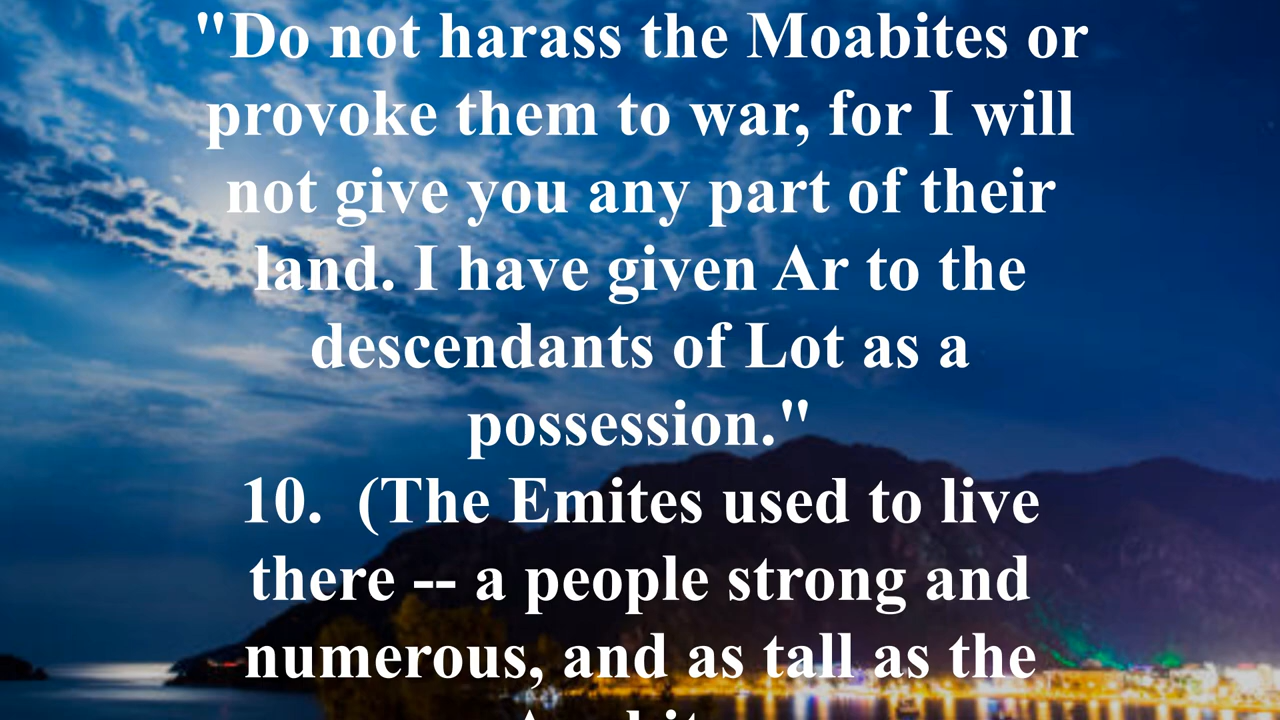 "Do not harass the Moabites or
provoke them to war, for I will
not give you any part of their
land. I have given Ar to the
descendants of Lot as a
possession."
10.  (The Emites used to live
there -- a people strong and
numerous, and as tall as the